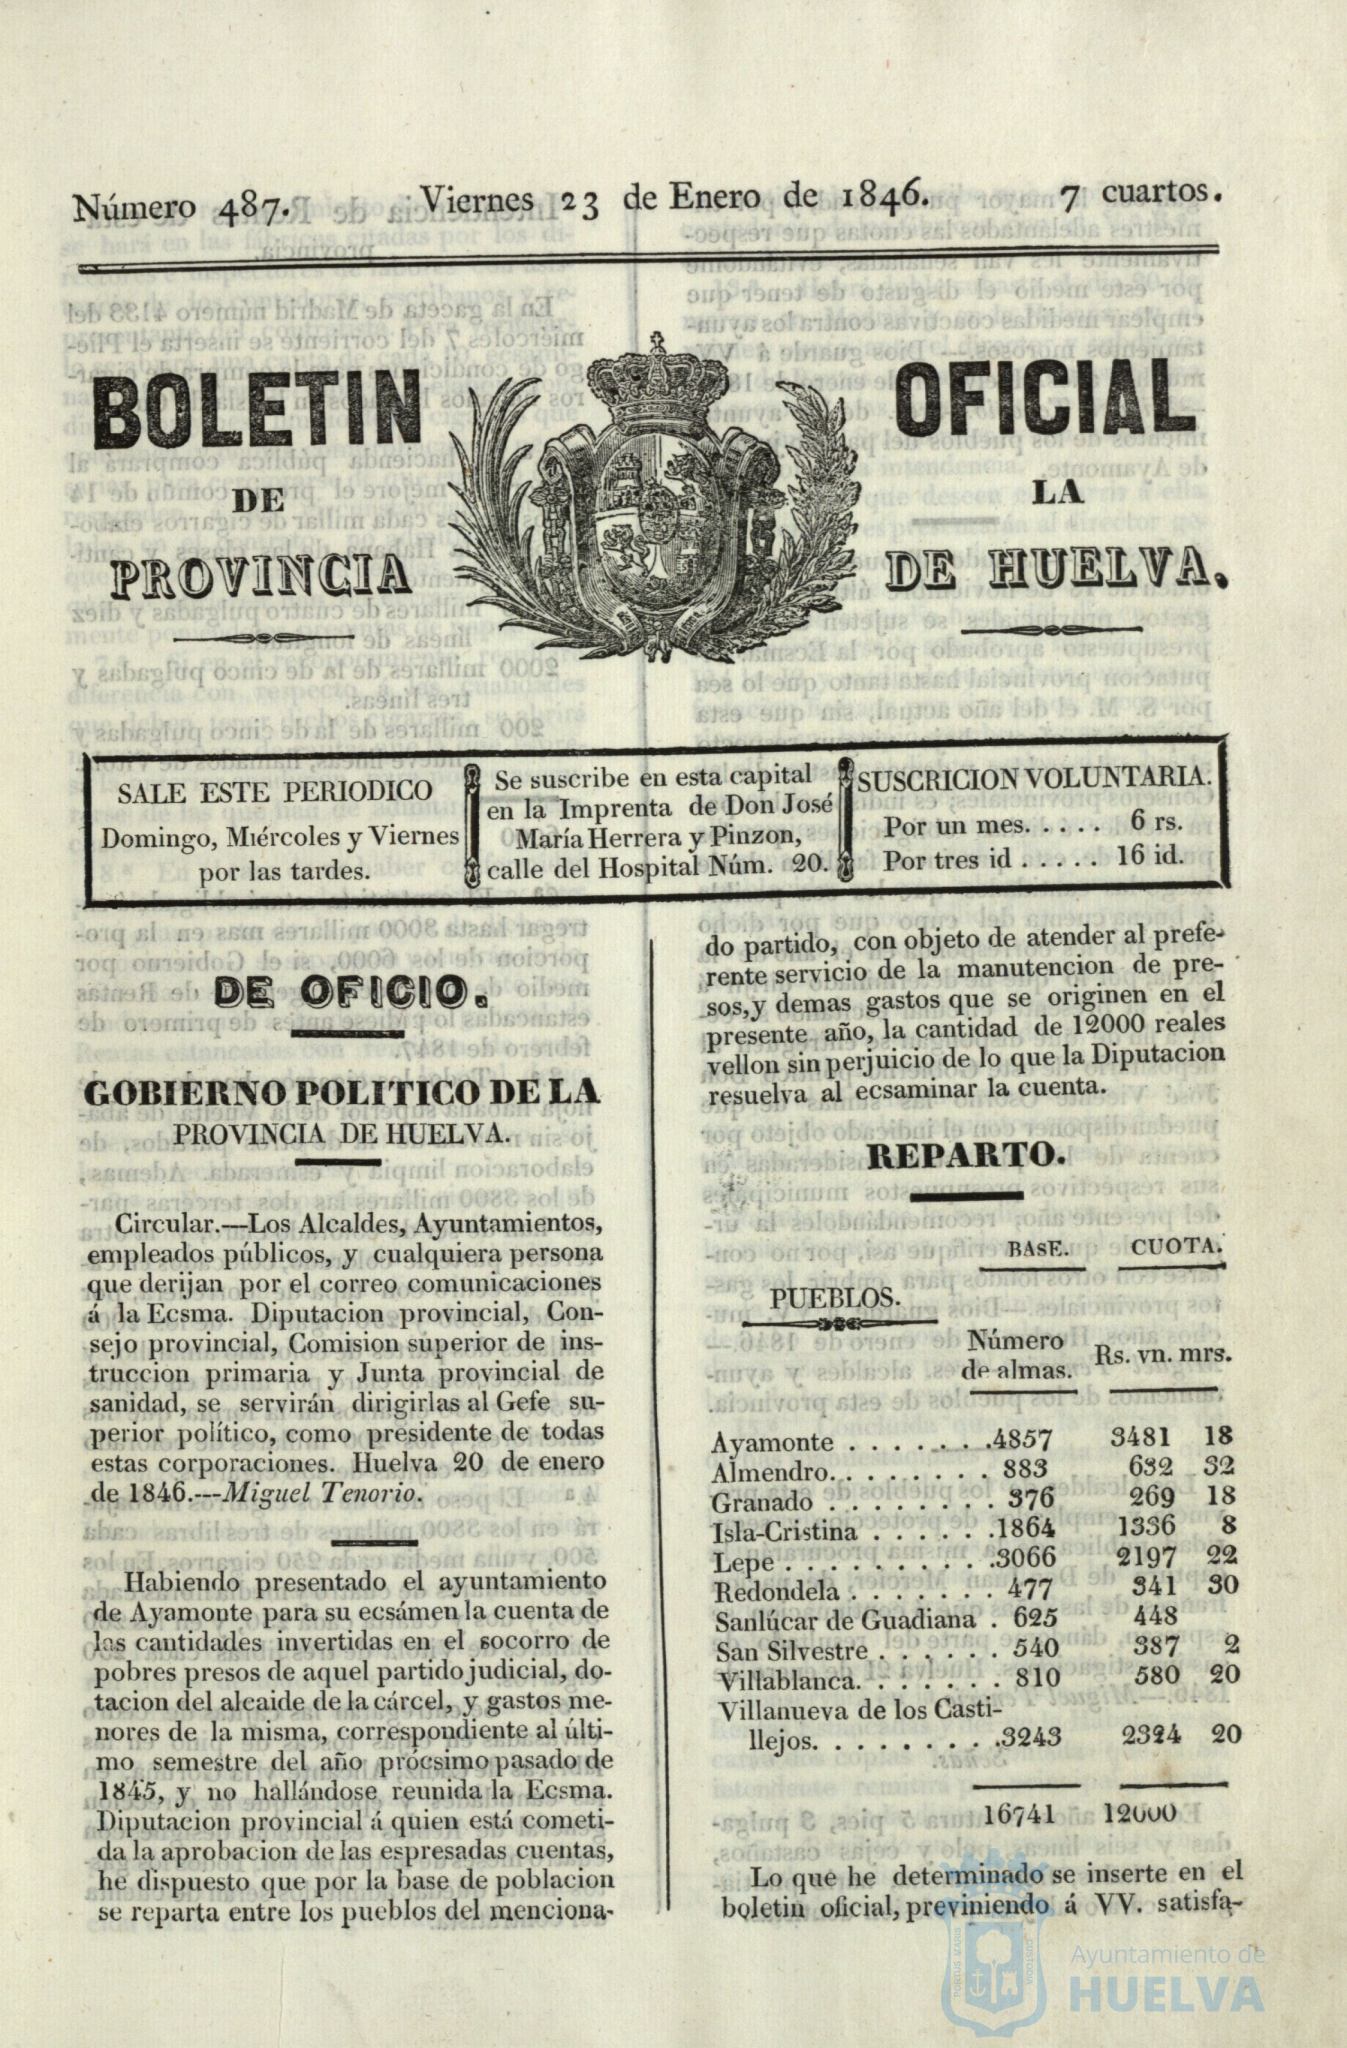 Número 487. Viernes 23 de Enero de 1846. 7 cuartos.
BOLETIN OFICIAL
DE LA
PROVINCIA DE HUELVA.
SALE ESTE PERIODICO
Domingo, Miércoles y Viernes
por las tardes.
Se suscribe en esta capital
en la Imprenta de Don José
María Herrera y Pinzon,
calle del Hospital Núm. 20.
SUSCRICION VOLUNTARIA.
Por un mes. . . . . 6 rs.
Por tres id . . . . . 16 id.
DE OFICIO.
GOBIERNO POLITICO DE LA
PROVINCIA DE HUELVA.
Circular.—Los Alcaldes, Ayuntamientos,
empleados públicos, y cualquiera persona
que derijan por el correo comunicaciones
á la Ecsma. Diputacion provincial, Con-
sejo provincial, Comision superior de ins-
truccion primaria y Junta provincial de
sanidad, se servirán dirigirlas al Gefe su-
perior político, como presidente de todas
estas corporaciones. Huelva 20 de enero
de 1846.---Miguel Tenorio.
Habiendo presentado el ayuntamiento
de Ayamonte para su ecsámen la cuenta de
las cantidades invertidas en el socorro de
pobres presos de aquel partido judicial, do-
tacion del alcaide de la cárcel, y gastos me-
nores de la misma, correspondiente al últi-
mo semestre del año prócsimo pasado de
1845, y no hallándose reunida la Ecsma.
Diputacion provincial á quien está cometi-
da la aprobacion de las espresadas cuentas,
he dispuesto que por la base de poblacion
se reparta entre los pueblos del menciona-
do partido, con objeto de atender al prefe-
rente servicio de la manutencion de pre-
sos, y demas gastos que se originen en el
presente año, la cantidad de 12000 reales
vellon sin perjuicio de lo que la Diputacion
resuelva al ecsaminar la cuenta.
REPARTO.
BASE. CUOTA.
PUEBLOS.
Número
de almas. Rs. vn. mrs.
Ayamonte . . . . . . .4857 3481 18
Almendro. . . . . . . . 883 632 32
Granado . . . . . . . . 376 269 18
Isla-Cristina . . . . . .1864 1336 8
Lepe . . . . . . . . . .3066 2197 22
Redondela . . . . . . . 477 341 30
Sanlúcar de Guadiana . 625 448
San Silvestre . . . . . . 540 387 2
Villablanca. . . . . . . 810 580 20
Villanueva de los Casti-
llejos. . . . . . . . . .3243 2324 20
16741 12000
Lo que he determinado se inserte en el
boletin oficial, previniendo á VV. satisfa-
PORTUS MARIS
CUSTODIA
Ayuntamiento de
HUELVA